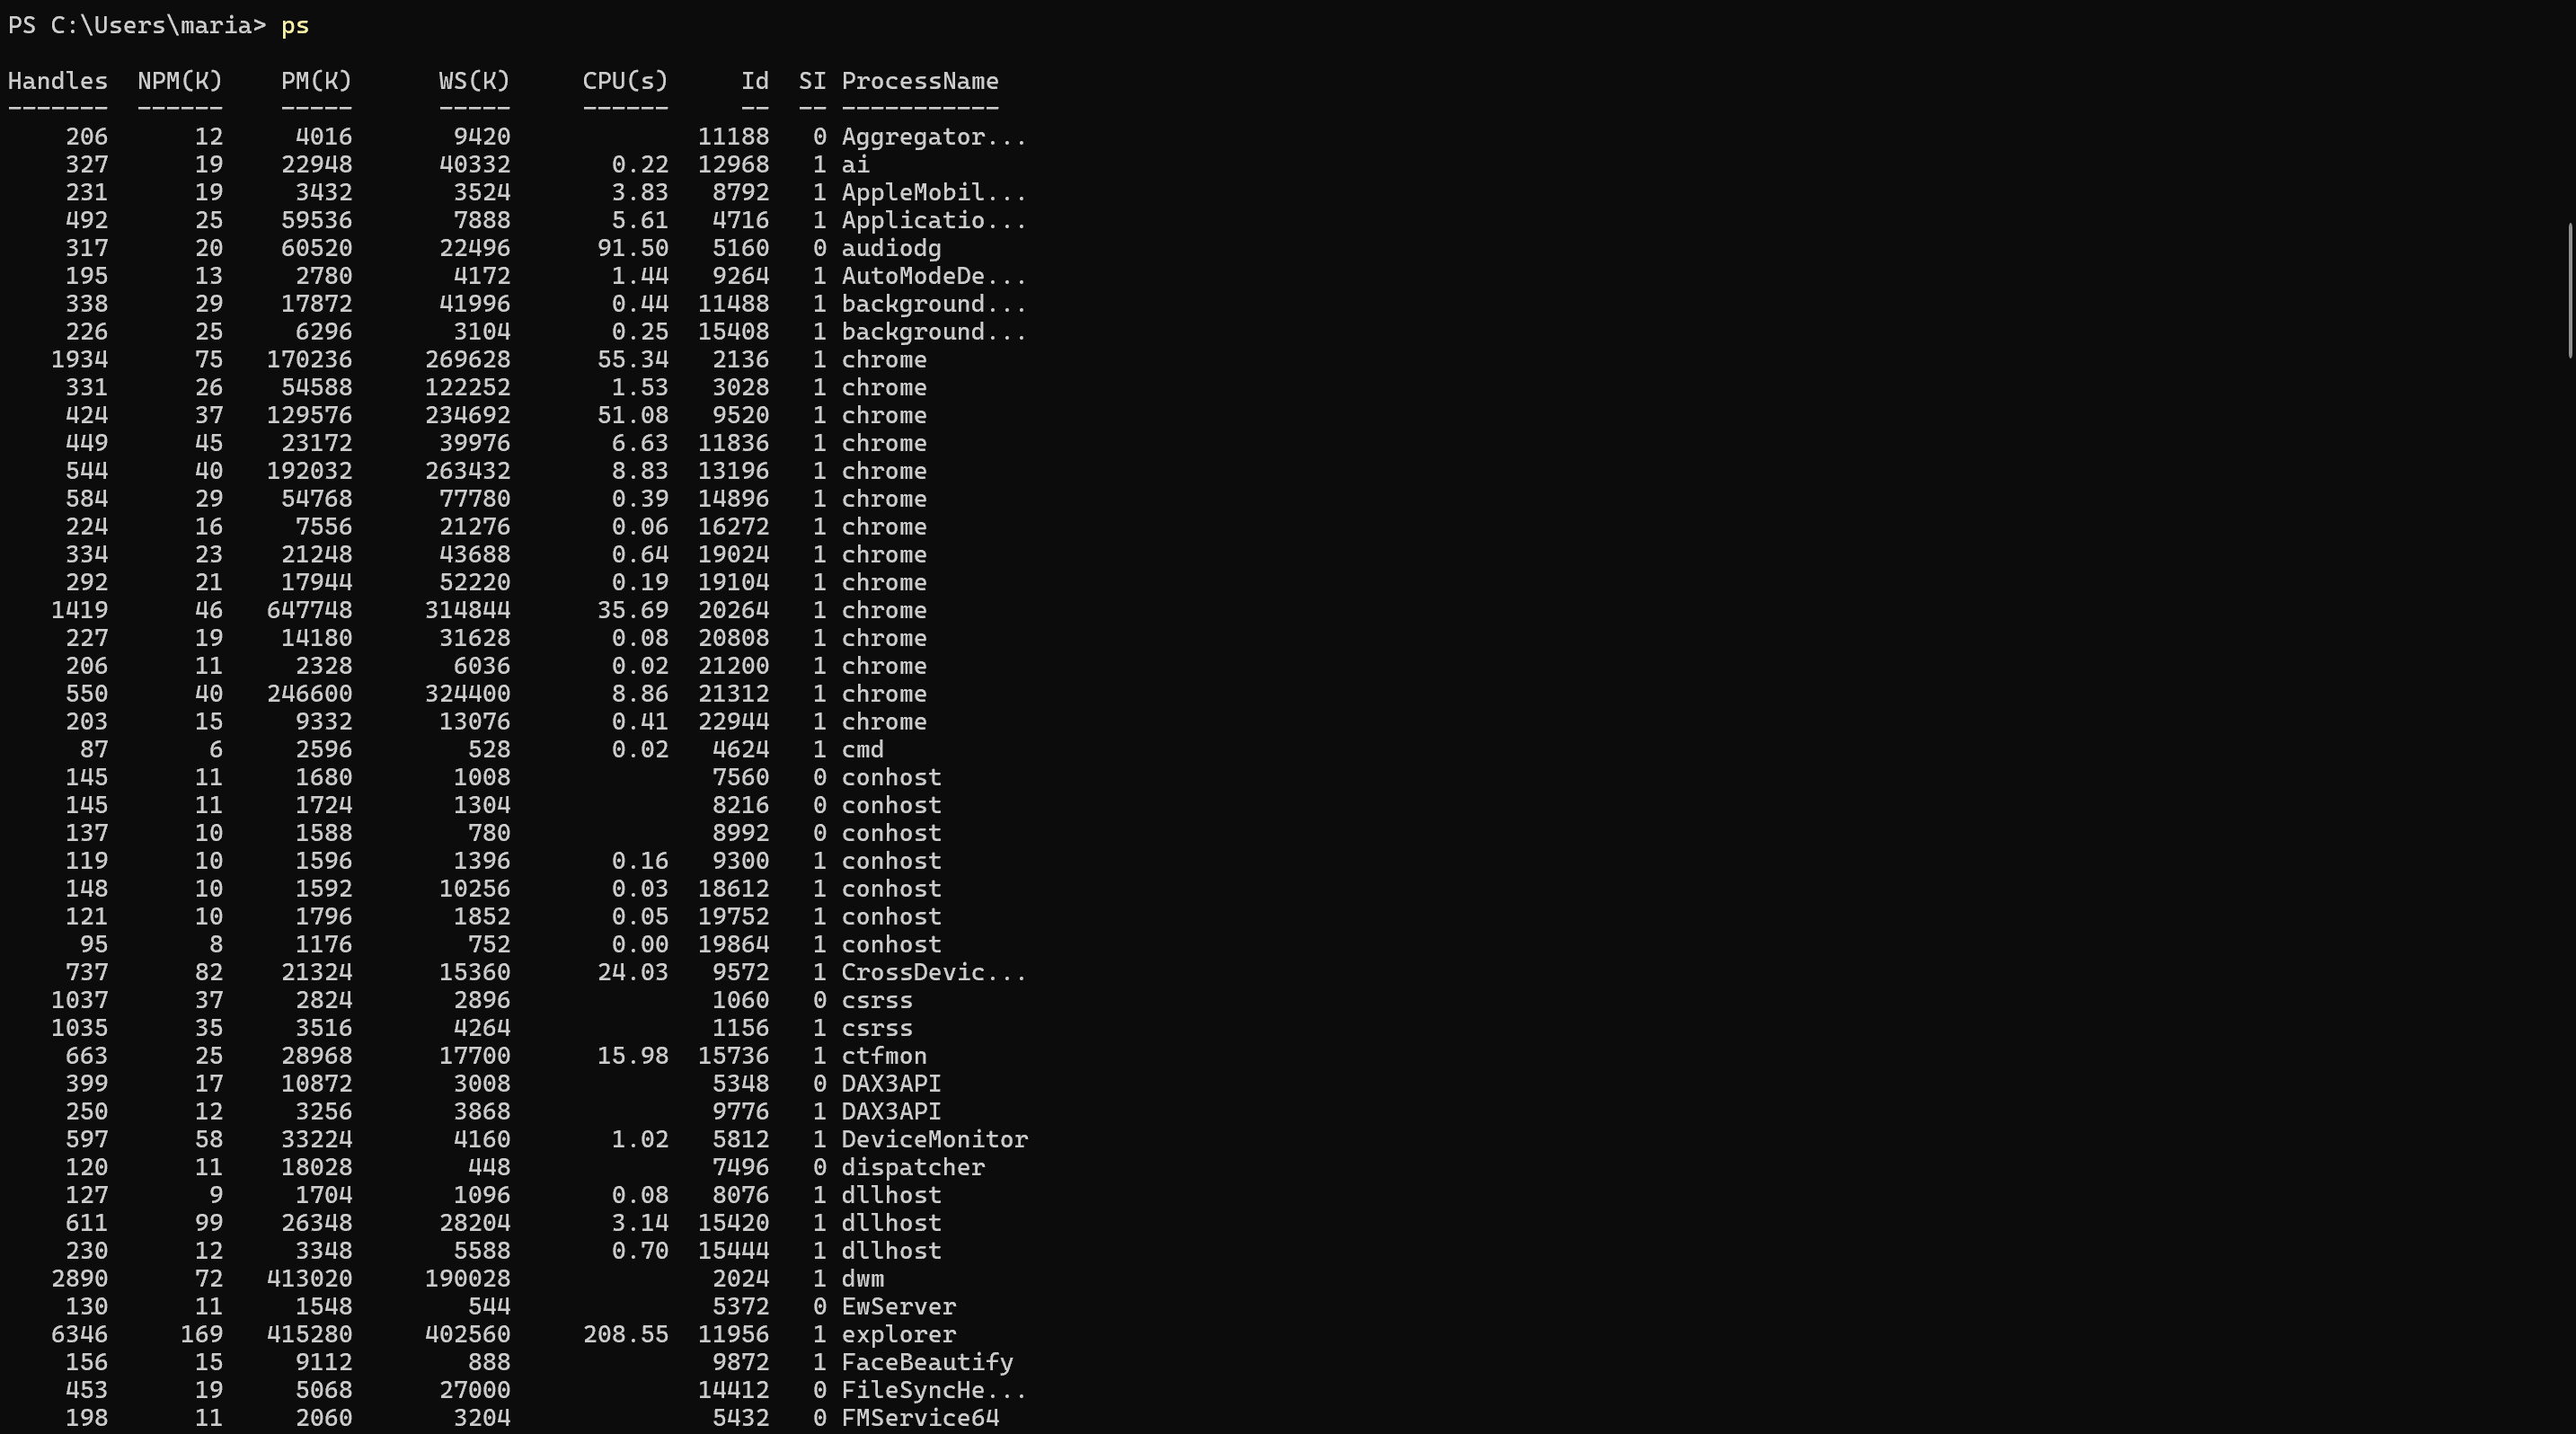 PS C:\Users\maria> ps
Handles  NPM(K)    PM(K)      WS(K)     CPU(s)     Id  SI ProcessName
-------  ------    -----      -----     ------     --  -- -----------
    206      12     4016       9420             11188   0 Aggregator...
    327      19    22948      40332       0.22  12968   1 ai
    231      19     3432       3524       3.83   8792   1 AppleMobil...
    492      25    59536       7888       5.61   4716   1 Applicatio...
    317      20    60520      22496      91.50   5160   0 audiodg
    195      13     2780       4172       1.44   9264   1 AutoModeDe...
    338      29    17872      41996       0.44  11488   1 background...
    226      25     6296       3104       0.25  15408   1 background...
   1934      75   170236     269628      55.34   2136   1 chrome
    331      26    54588     122252       1.53   3028   1 chrome
    424      37   129576     234692      51.08   9520   1 chrome
    449      45    23172      39976       6.63  11836   1 chrome
    544      40   192032     263432       8.83  13196   1 chrome
    584      29    54768      77780       0.39  14896   1 chrome
    224      16     7556      21276       0.06  16272   1 chrome
    334      23    21248      43688       0.64  19024   1 chrome
    292      21    17944      52220       0.19  19104   1 chrome
   1419      46   647748     314844      35.69  20264   1 chrome
    227      19    14180      31628       0.08  20808   1 chrome
    206      11     2328       6036       0.02  21200   1 chrome
    550      40   246600     324400       8.86  21312   1 chrome
    203      15     9332      13076       0.41  22944   1 chrome
     87       6     2596        528       0.02   4624   1 cmd
    145      11     1680       1008              7560   0 conhost
    145      11     1724       1304              8216   0 conhost
    137      10     1588        780              8992   0 conhost
    119      10     1596       1396       0.16   9300   1 conhost
    148      10     1592      10256       0.03  18612   1 conhost
    121      10     1796       1852       0.05  19752   1 conhost
     95       8     1176        752       0.00  19864   1 conhost
    737      82    21324      15360      24.03   9572   1 CrossDevic...
   1037      37     2824       2896              1060   0 csrss
   1035      35     3516       4264              1156   1 csrss
    663      25    28968      17700      15.98  15736   1 ctfmon
    399      17    10872       3008              5348   0 DAX3API
    250      12     3256       3868              9776   1 DAX3API
    597      58    33224       4160       1.02   5812   1 DeviceMonitor
    120      11    18028        448              7496   0 dispatcher
    127       9     1704       1096       0.08   8076   1 dllhost
    611      99    26348      28204       3.14  15420   1 dllhost
    230      12     3348       5588       0.70  15444   1 dllhost
   2890      72   413020     190028              2024   1 dwm
    130      11     1548        544              5372   0 EwServer
   6346     169   415280     402560     208.55  11956   1 explorer
    156      15     9112        888              9872   1 FaceBeautify
    453      19     5068      27000             14412   0 FileSyncHe...
    198      11     2060       3204              5432   0 FMService64